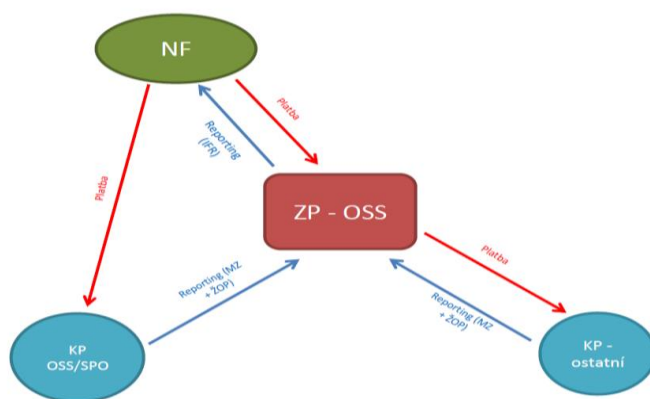 NF
Platba
Reporting
(IFR)
Platba
ZP - OSS
Platba
Reporting (MZ
+ ŽOP)
Reporting (MZ
+ ŽOP)
KP
OSS/SPO
KP -
ostatní